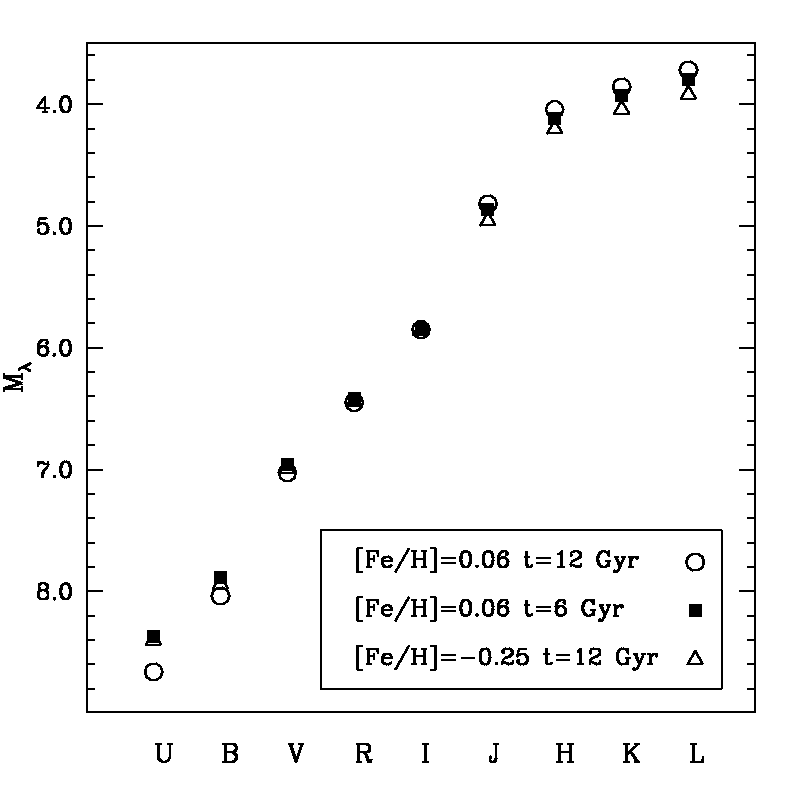 4.0
5.0
6.0
7.0
8.0
Mλ
[Fe/H]=0.06 t=12 Gyr
[Fe/H]=0.06 t=6 Gyr
[Fe/H]=−0.25 t=12 Gyr
U B V R I J H K L